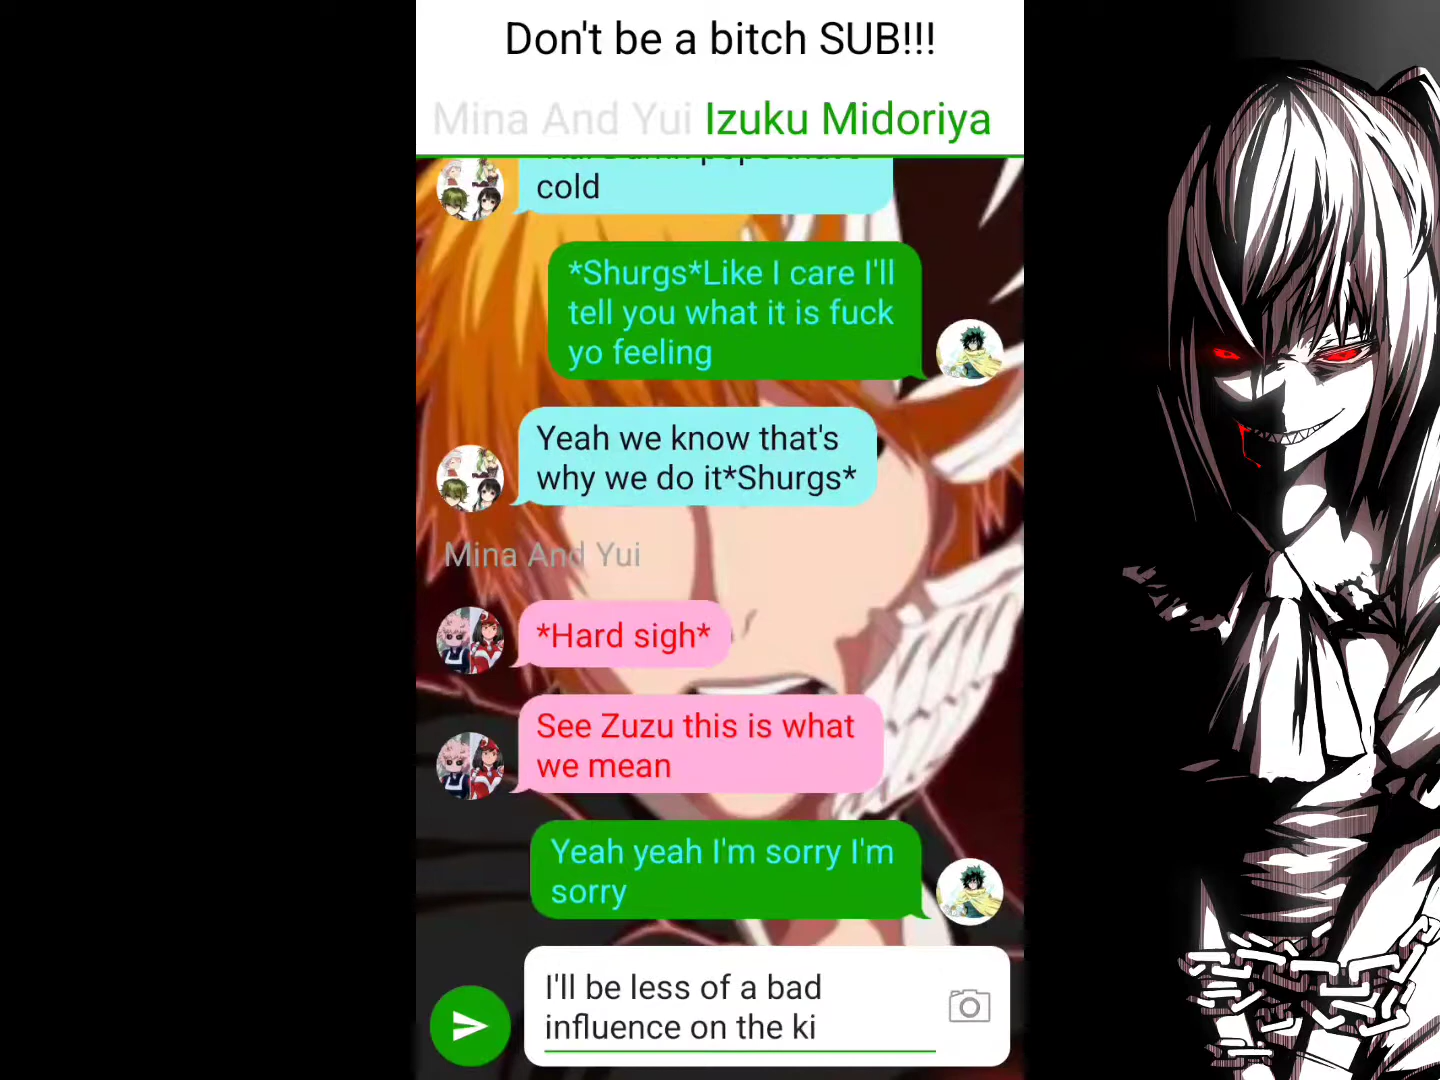 Don't be a bitch SUB!!!
Mina And Yui Izuku Midoriya
cold
*Shurgs*Like I care I'll
tell you what it is fuck
yo feeling
Yeah we know that's
why we do it*Shurgs*
Mina And Yui
*Hard sigh*
See Zuzu this is what
we mean
Yeah yeah I'm sorry I'm
sorry
I'll be less of a bad
influence on the ki